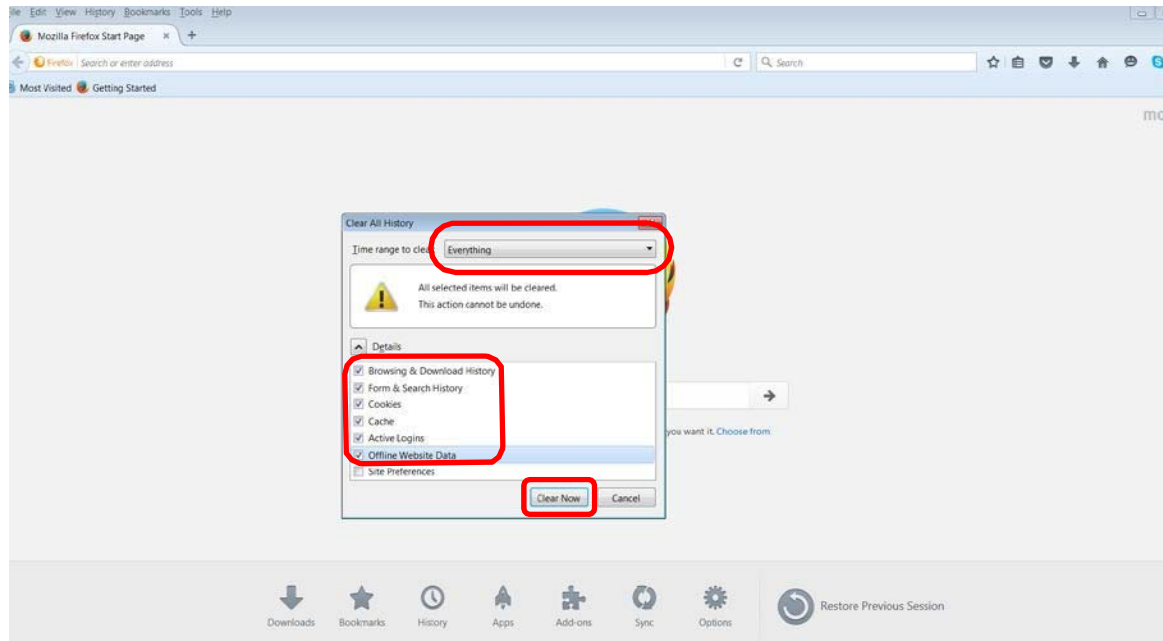 File Edit View History Bookmarks Tools Help
Mozilla Firefox Start Page × +
Firefox Search or enter address Search
Most Visited Getting Started
Clear All History
Time range to clear Everything
All selected items will be cleared.
This action cannot be undone.
Details
Browsing & Download History
Form & Search History
Cookies
Cache
Active Logins
Offline Website Data
Site Preferences
you want it. Choose from
Clear Now Cancel
Downloads Bookmarks History Apps Add-ons Sync Options Restore Previous Session